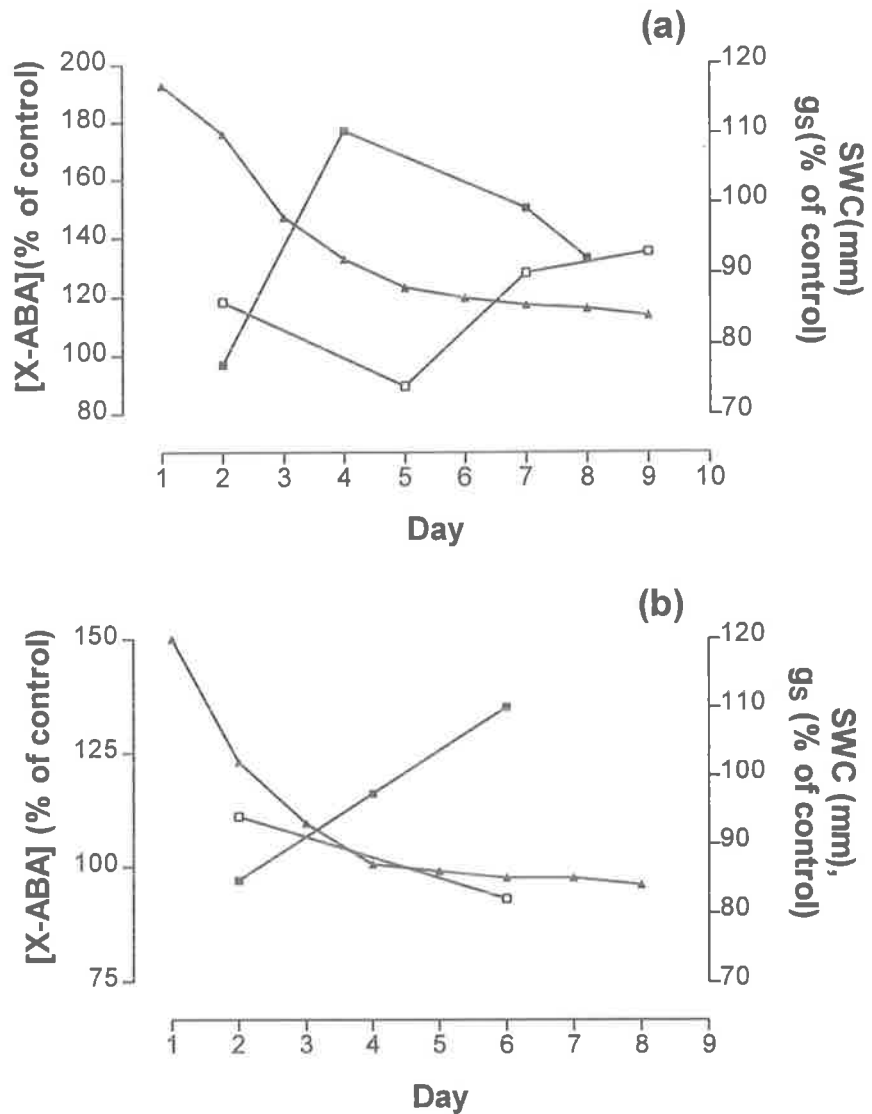 (a)
[X-ABA](% of control)
200
180
160
140
120
100
80
120
110
100
90
80
70
SWC(mm)
gs(% of control)
1 2 3 4 5 6 7 8 9 10
Day
(b)
[X-ABA] (% of control)
150
125
100
75
120
110
100
90
80
70
SWC (mm),
gs (% of control)
1 2 3 4 5 6 7 8 9
Day